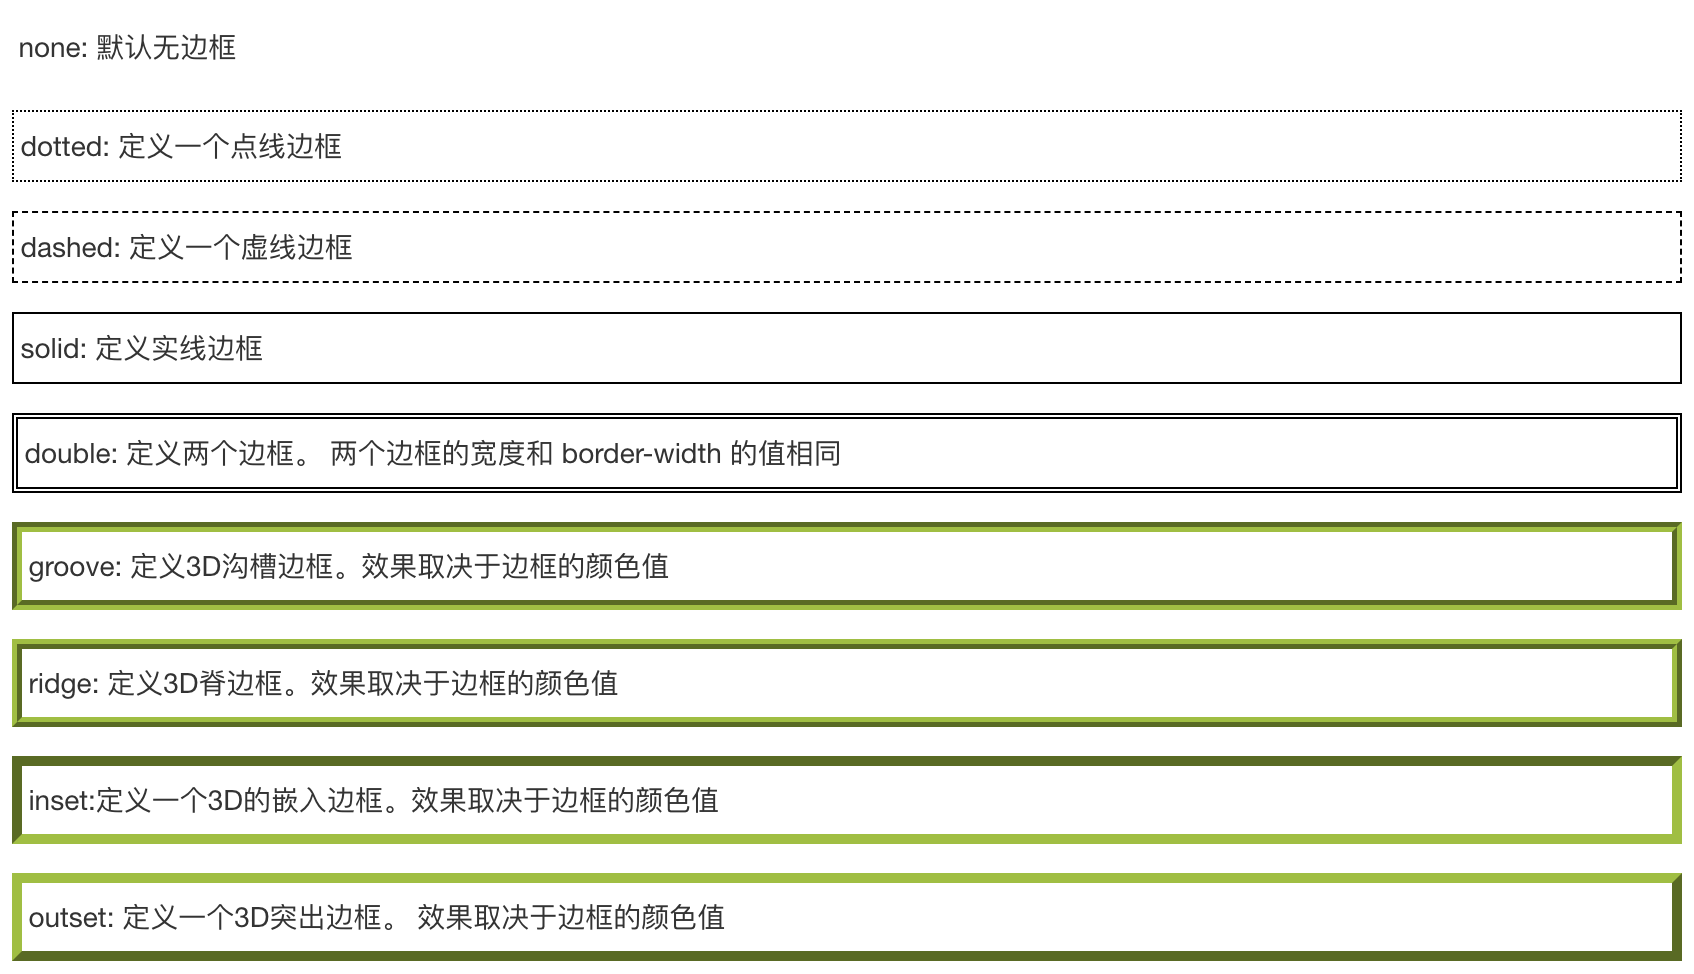 none: 默认无边框
dotted: 定义一个点线边框
dashed: 定义一个虚线边框
solid: 定义实线边框
double: 定义两个边框。 两个边框的宽度和 border-width 的值相同
groove: 定义3D沟槽边框。效果取决于边框的颜色值
ridge: 定义3D脊边框。效果取决于边框的颜色值
inset:定义一个3D的嵌入边框。效果取决于边框的颜色值
outset: 定义一个3D突出边框。 效果取决于边框的颜色值